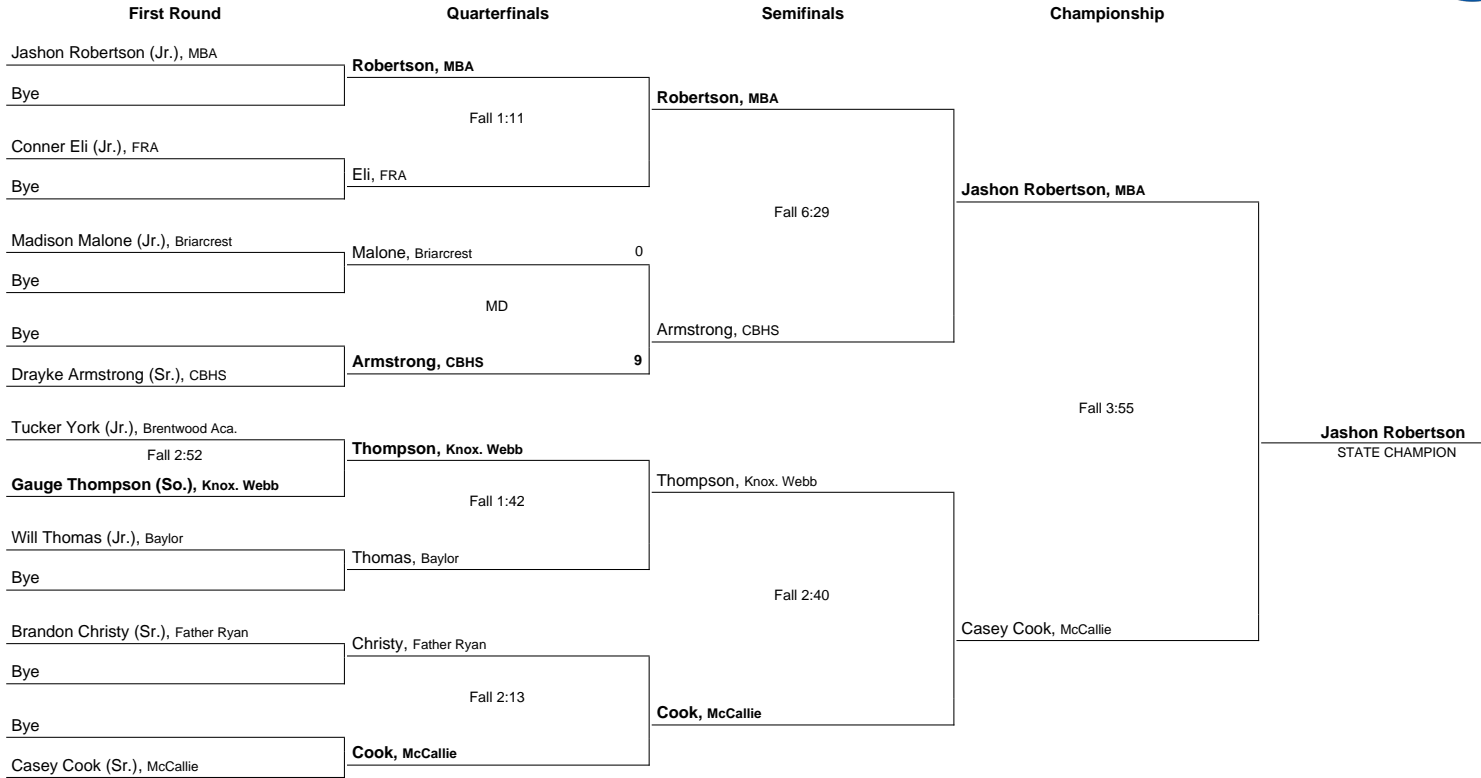 First Round Quarterfinals Semifinals Championship
Jashon Robertson (Jr.), MBA
Bye
Conner Eli (Jr.), FRA
Bye
Madison Malone (Jr.), Briarcrest
Bye
Bye
Drayke Armstrong (Sr.), CBHS
Tucker York (Jr.), Brentwood Aca.
Fall 2:52
Gauge Thompson (So.), Knox. Webb
Will Thomas (Jr.), Baylor
Bye
Brandon Christy (Sr.), Father Ryan
Bye
Bye
Casey Cook (Sr.), McCallie
Robertson, MBA
Fall 1:11
Eli, FRA
Malone, Briarcrest 0
MD
Armstrong, CBHS 9
Thompson, Knox. Webb
Fall 1:42
Thomas, Baylor
Christy, Father Ryan
Fall 2:13
Cook, McCallie
Robertson, MBA
Fall 6:29
Armstrong, CBHS
Thompson, Knox. Webb
Fall 2:40
Cook, McCallie
Jashon Robertson, MBA
Fall 3:55
Casey Cook, McCallie
Jashon Robertson
STATE CHAMPION